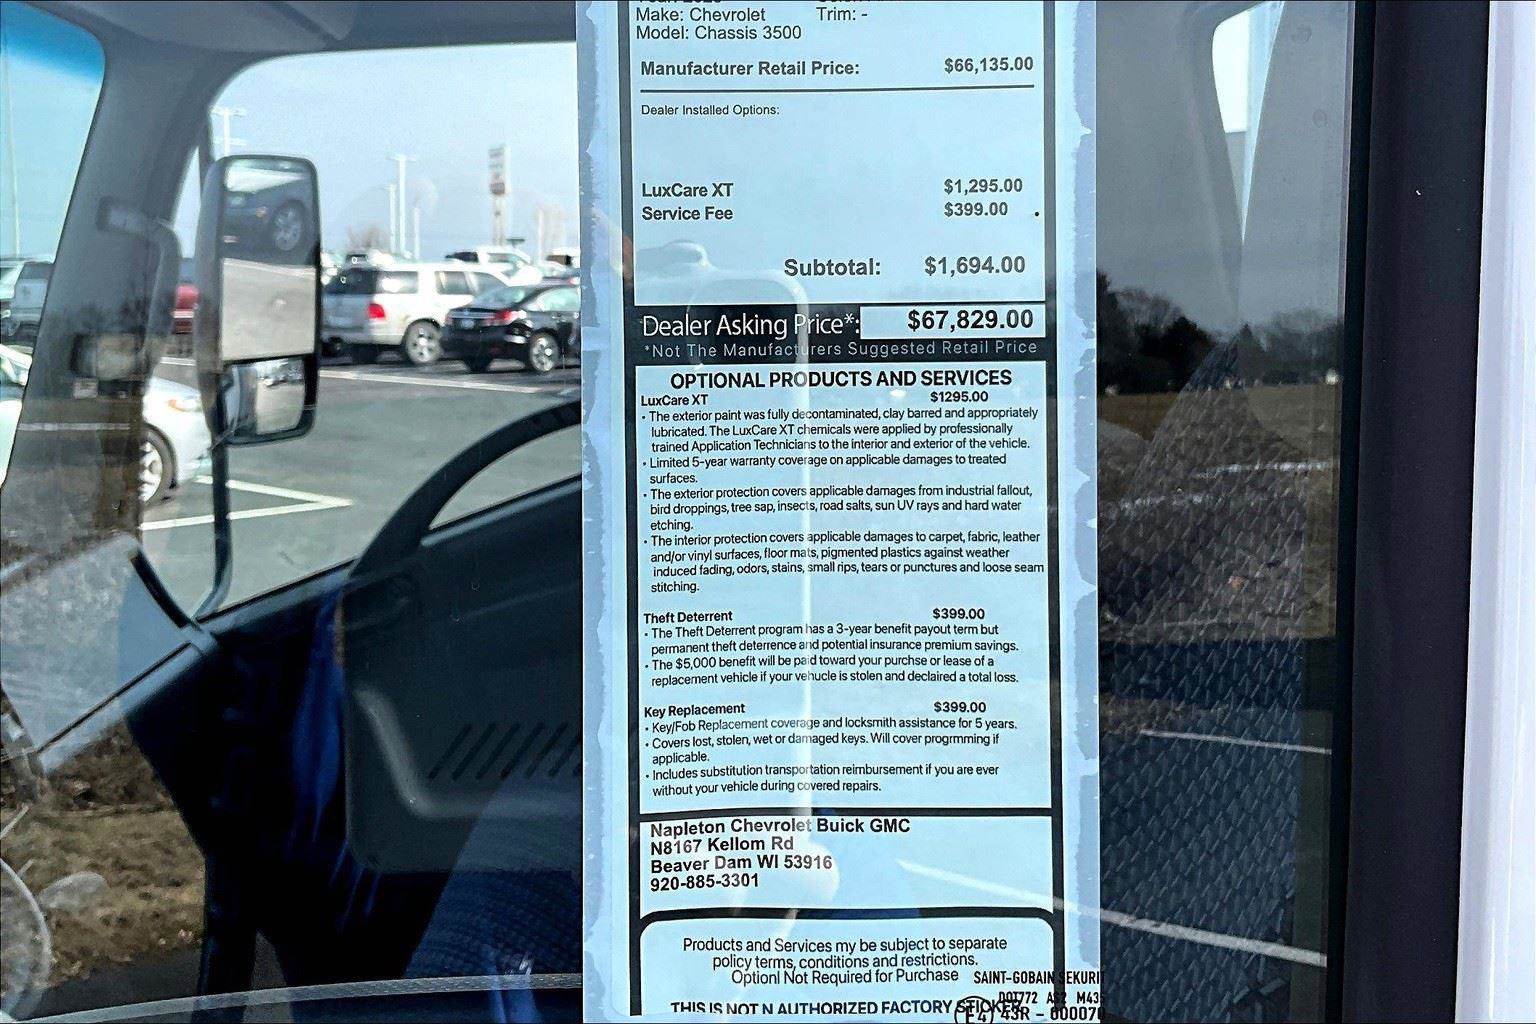 Make: Chevrolet Trim: -
Model: Chassis 3500
Manufacturer Retail Price: $66,135.00
Dealer Installed Options:
LuxCare XT $1,295.00
Service Fee $399.00
Subtotal: $1,694.00
Dealer Asking Price*: $67,829.00
*Not The Manufacturers Suggested Retail Price
OPTIONAL PRODUCTS AND SERVICES
LuxCare XT $1295.00
• The exterior paint was fully decontaminated, clay barred and appropriately
lubricated. The LuxCare XT chemicals were applied by professionally
trained Application Technicians to the interior and exterior of the vehicle.
• Limited 5-year warranty coverage on applicable damages to treated
surfaces.
• The exterior protection covers applicable damages from industrial fallout,
bird droppings, tree sap, insects, road salts, sun UV rays and hard water
etching.
• The interior protection covers applicable damages to carpet, fabric, leather
and/or vinyl surfaces, floor mats, pigmented plastics against weather
induced fading, odors, stains, small rips, tears or punctures and loose seam
stitching.
Theft Deterrent $399.00
• The Theft Deterrent program has a 3-year benefit payout term but
permanent theft deterrence and potential insurance premium savings.
• The $5,000 benefit will be paid toward your purchse or lease of a
replacement vehicle if your vehucle is stolen and declaired a total loss.
Key Replacement $399.00
• Key/Fob Replacement coverage and locksmith assistance for 5 years.
• Covers lost, stolen, wet or damaged keys. Will cover progrmming if
applicable.
• Includes substitution transportation reimbursement if you are ever
without your vehicle during covered repairs.
Napleton Chevrolet Buick GMC
N8167 Kellom Rd
Beaver Dam WI 53916
920-885-3301
Products and Services my be subject to separate
policy terms, conditions and restrictions.
Optionl Not Required for Purchase
SAINT-GOBAIN SEKURIT
DOT772 AS2 M435
THIS IS NOT N AUTHORIZED FACTORY STICKER
E4 43R - 000070